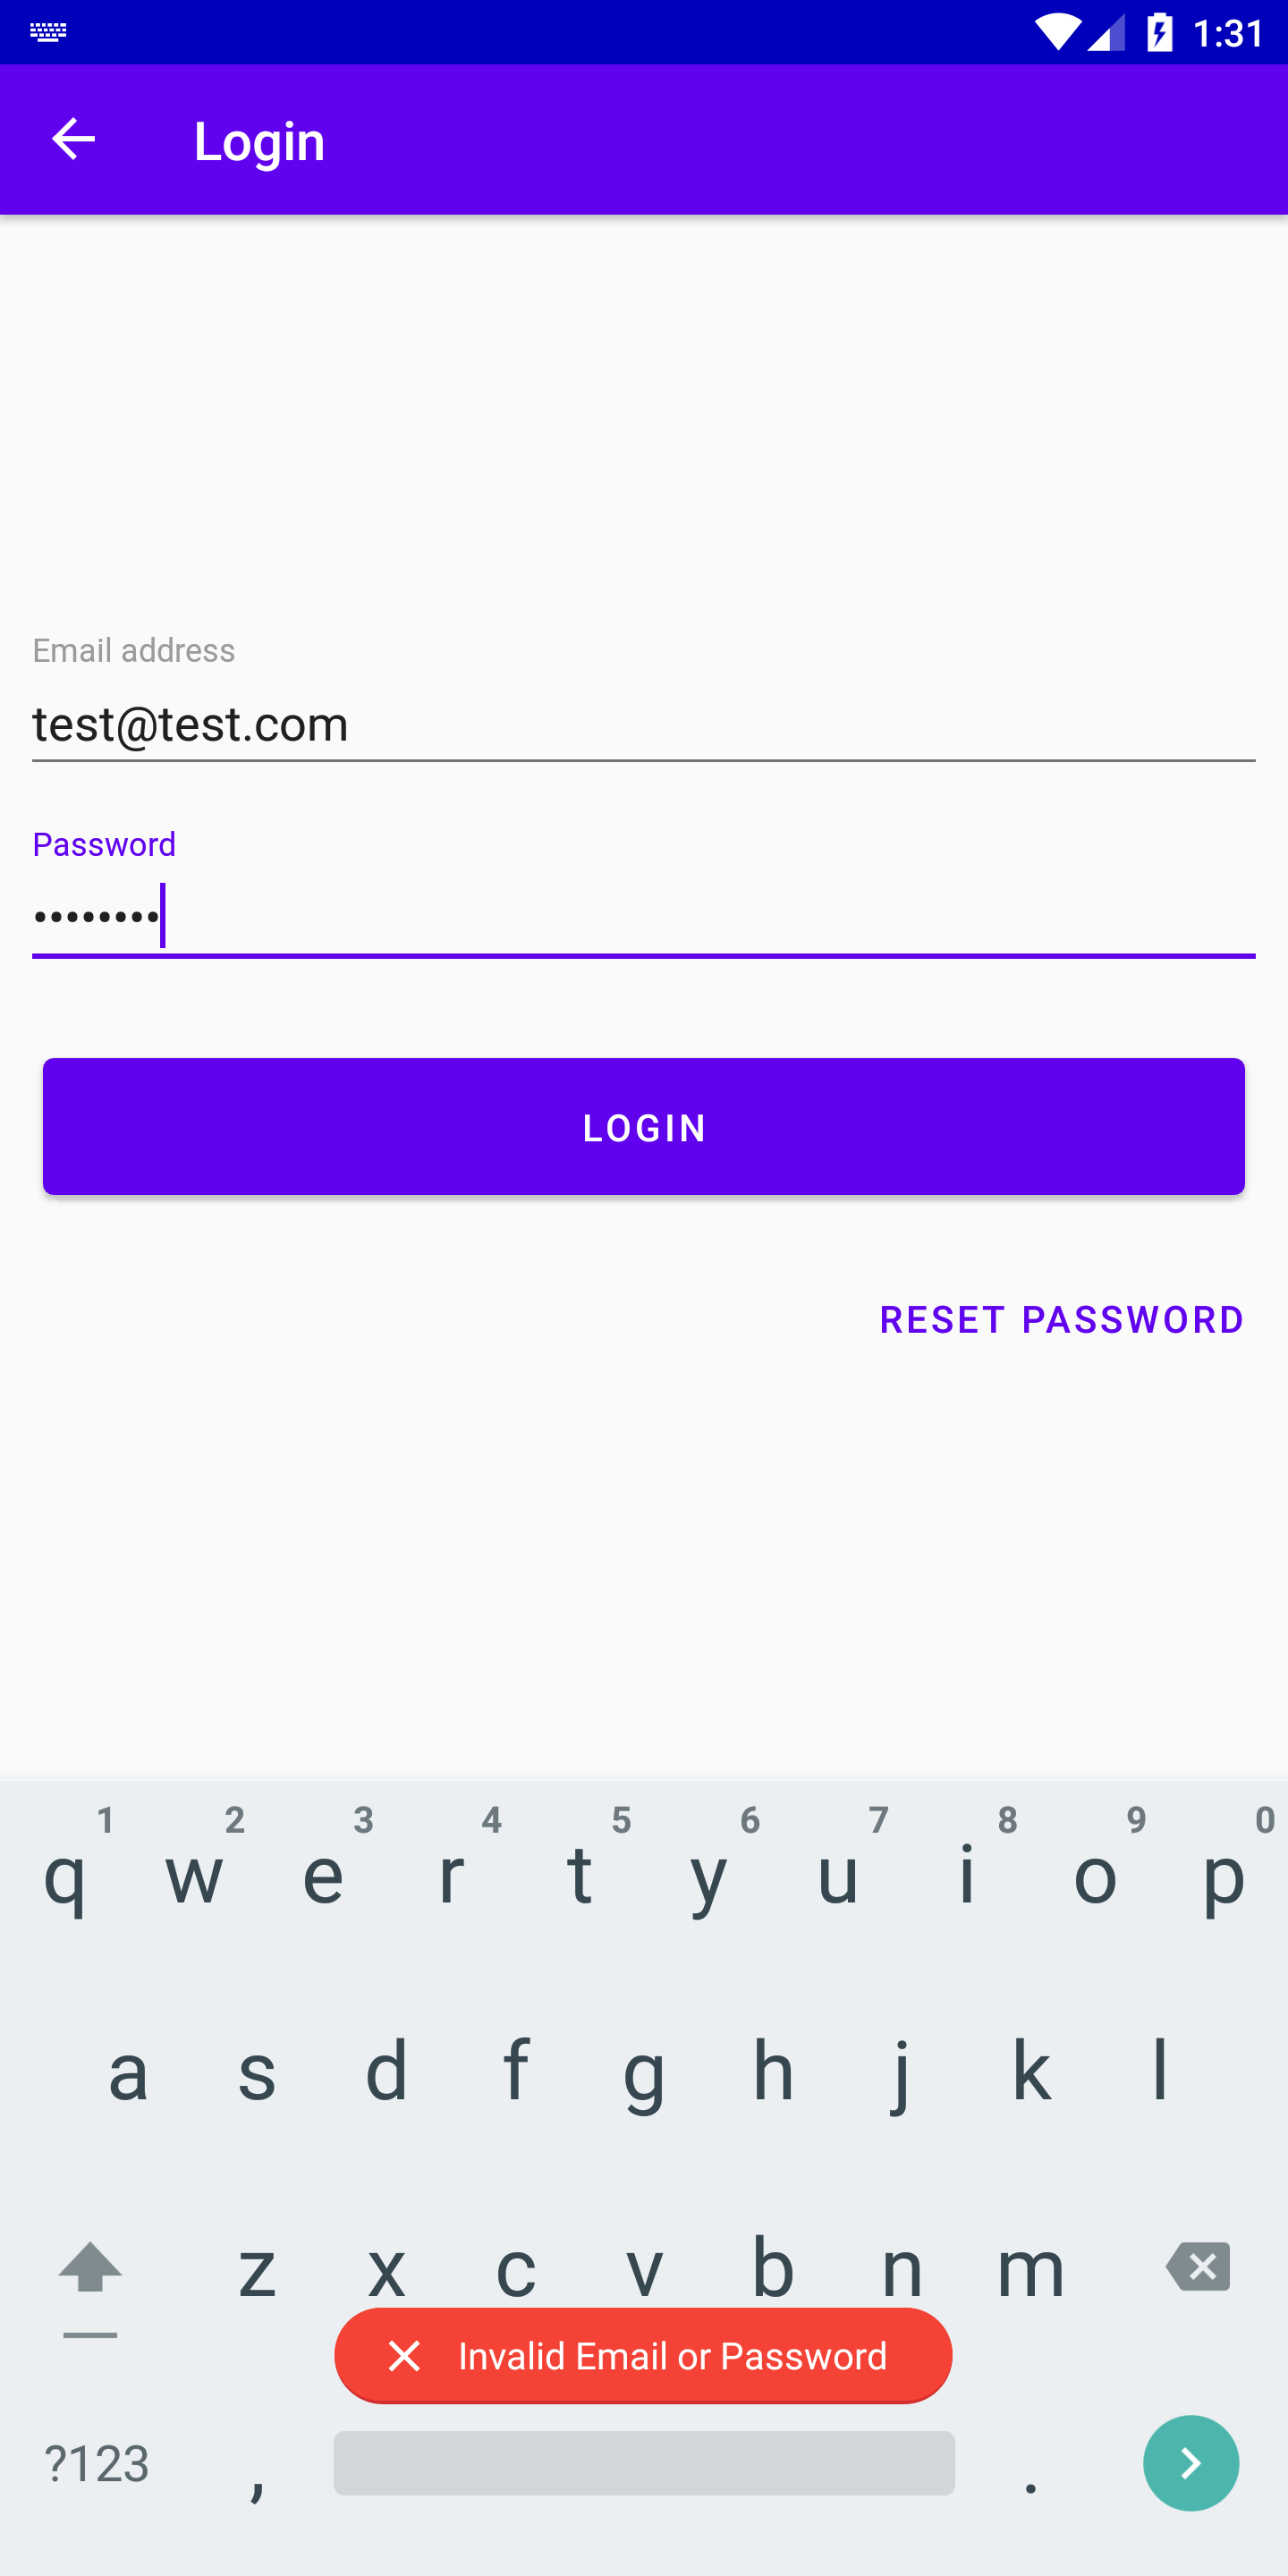 1:31
Login
Email address
test@test.com
Password
••••••••
LOGIN
RESET PASSWORD
1 2 3 4 5 6 7 8 9 0
q w e r t y u i o p
a s d f g h j k l
z x c v b n m
Invalid Email or Password
?123 , .